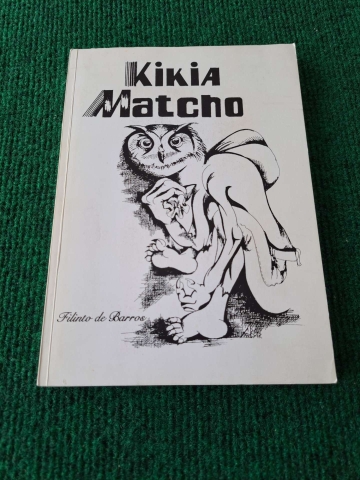 Kikia
Matcho
Filinto de Barros